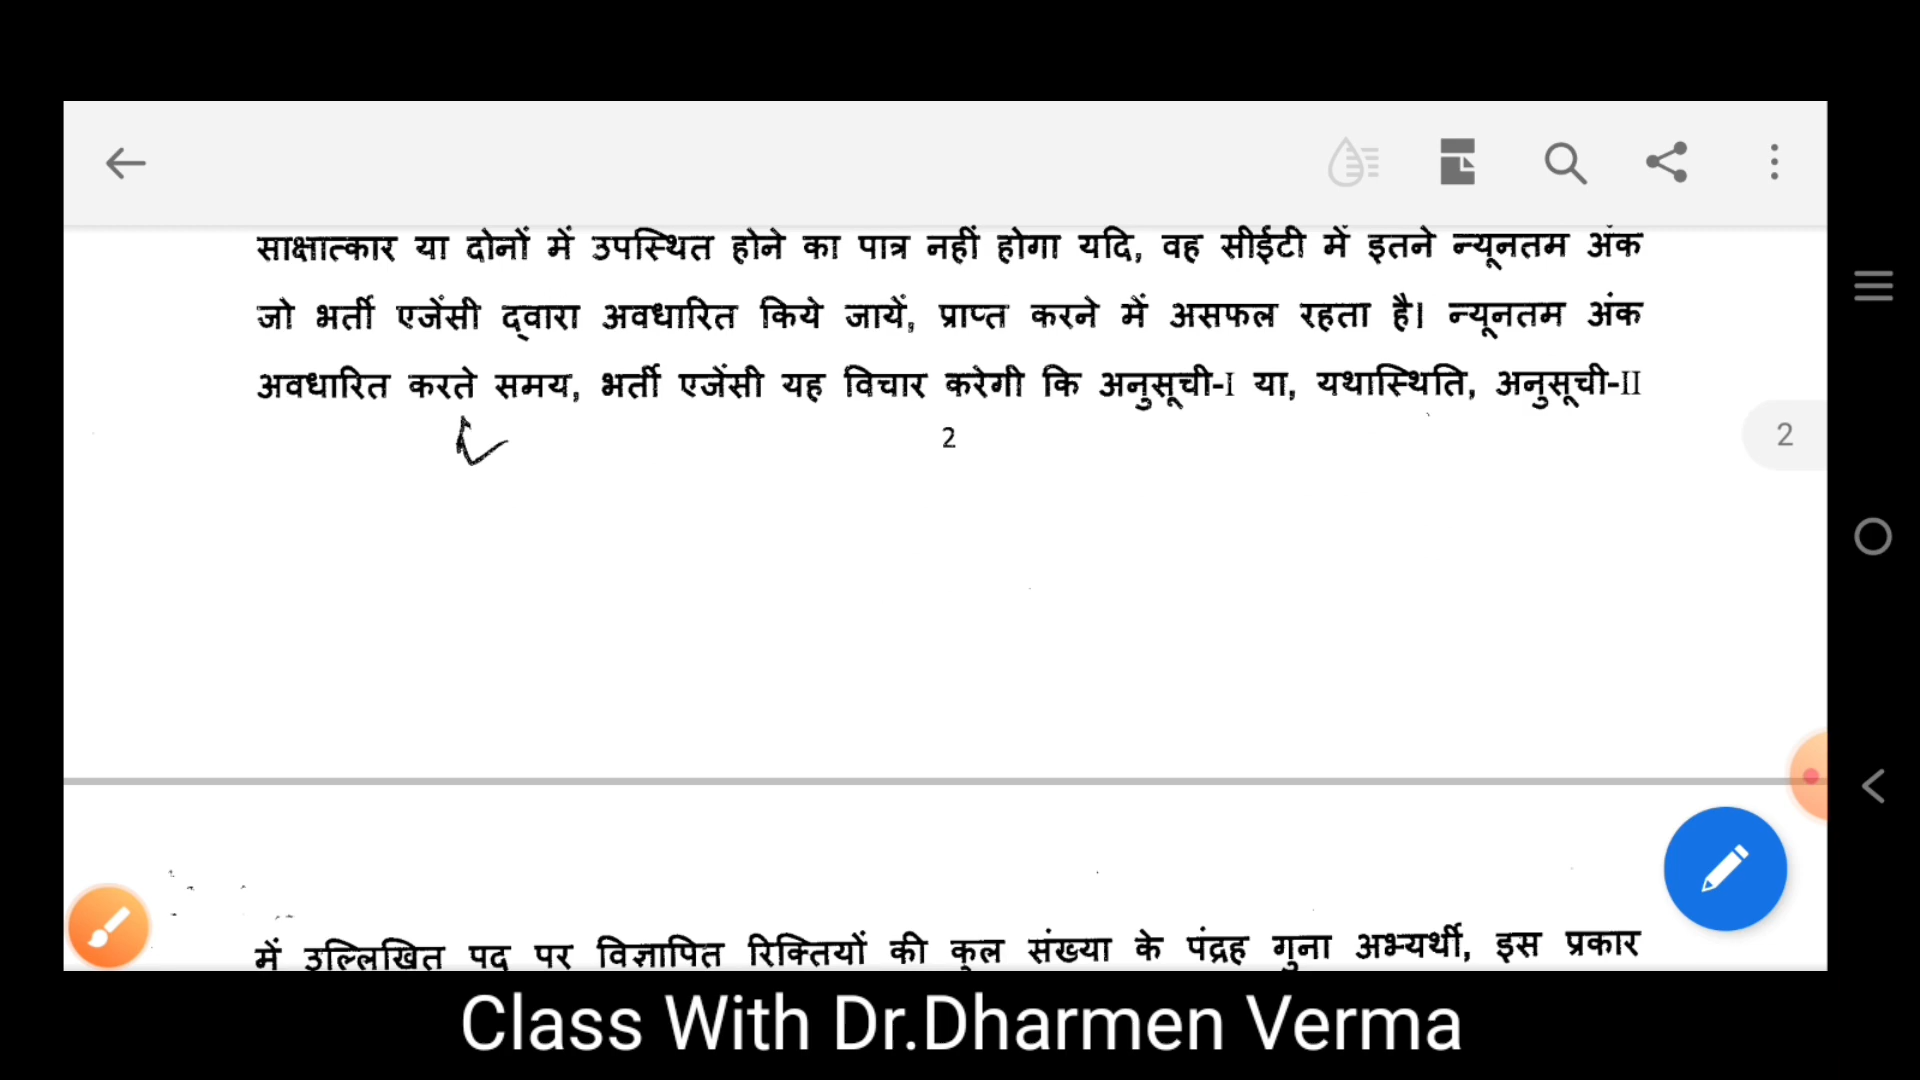 साक्षात्कार या दोनों में उपस्थित होने का पात्र नहीं होगा यदि, वह सीईटी में इतने न्यूनतम अंक
जो भर्ती एजेंसी द्वारा अवधारित किये जायें, प्राप्त करने में असफल रहता है। न्यूनतम अंक
अवधारित करते समय, भर्ती एजेंसी यह विचार करेगी कि अनुसूची-I या, यथास्थिति, अनुसूची-II
2
2
में उल्लिखित पद पर विज्ञापित रिक्तियों की कुल संख्या के पंद्रह गुना अभ्यर्थी, इस प्रकार
Class With Dr.Dharmen Verma